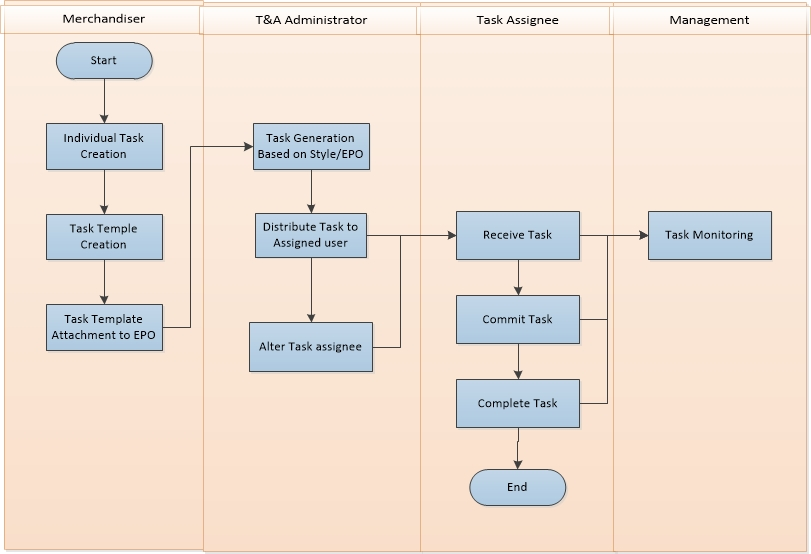 Merchandiser
T&A Administrator
Task Assignee
Management
Start
Individual Task
Creation
Task Temple
Creation
Task Template
Attachment to EPO
Task Generation
Based on Style/EPO
Distribute Task to
Assigned user
Alter Task assignee
Receive Task
Commit Task
Complete Task
End
Task Monitoring